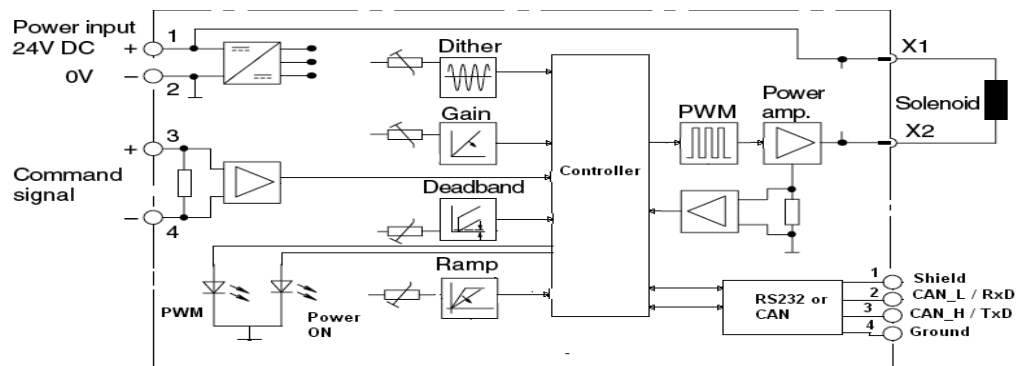 Power input
24V DC
+
1
0V
−
2
Command
signal
+
3
−
4
Dither
Gain
Deadband
Ramp
PWM
Power
ON
Controller
PWM
Power
amp.
X1
Solenoid
X2
RS232 or
CAN
1 Shield
2 CAN_L / RxD
3 CAN_H / TxD
4 Ground